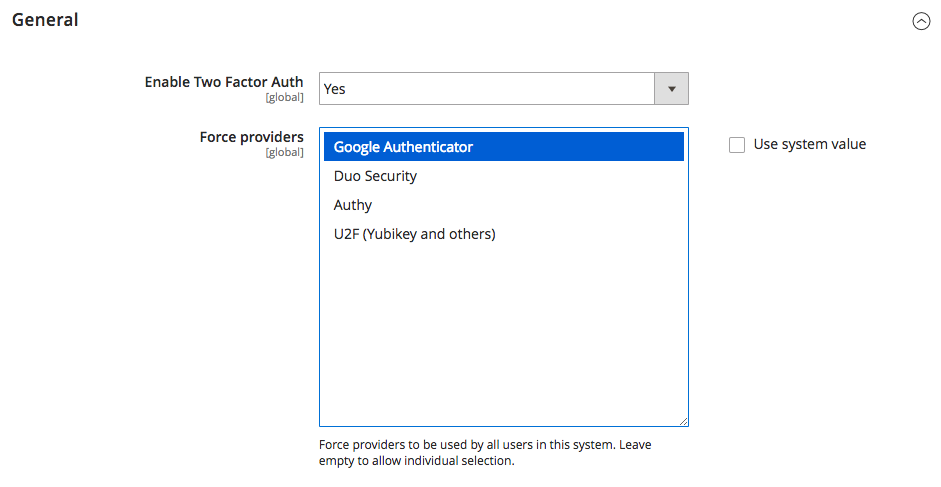 General
Enable Two Factor Auth
[global]
Yes
Force providers
[global]
Google Authenticator
Duo Security
Authy
U2F (Yubikey and others)
Use system value
Force providers to be used by all users in this system. Leave
empty to allow individual selection.